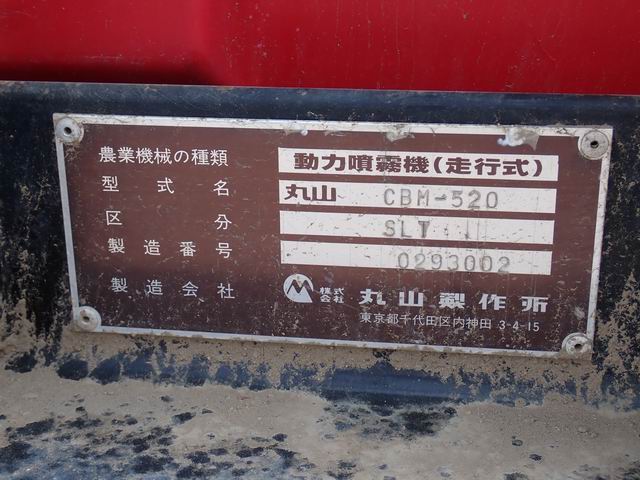 農業機械の種類 動力噴霧機(走行式)
型式名 丸山 CBM-520
区分 SLT
製造番号 0293002
製造会社 株式会社 丸山製作所
東京都千代田区内神田 3-4-15